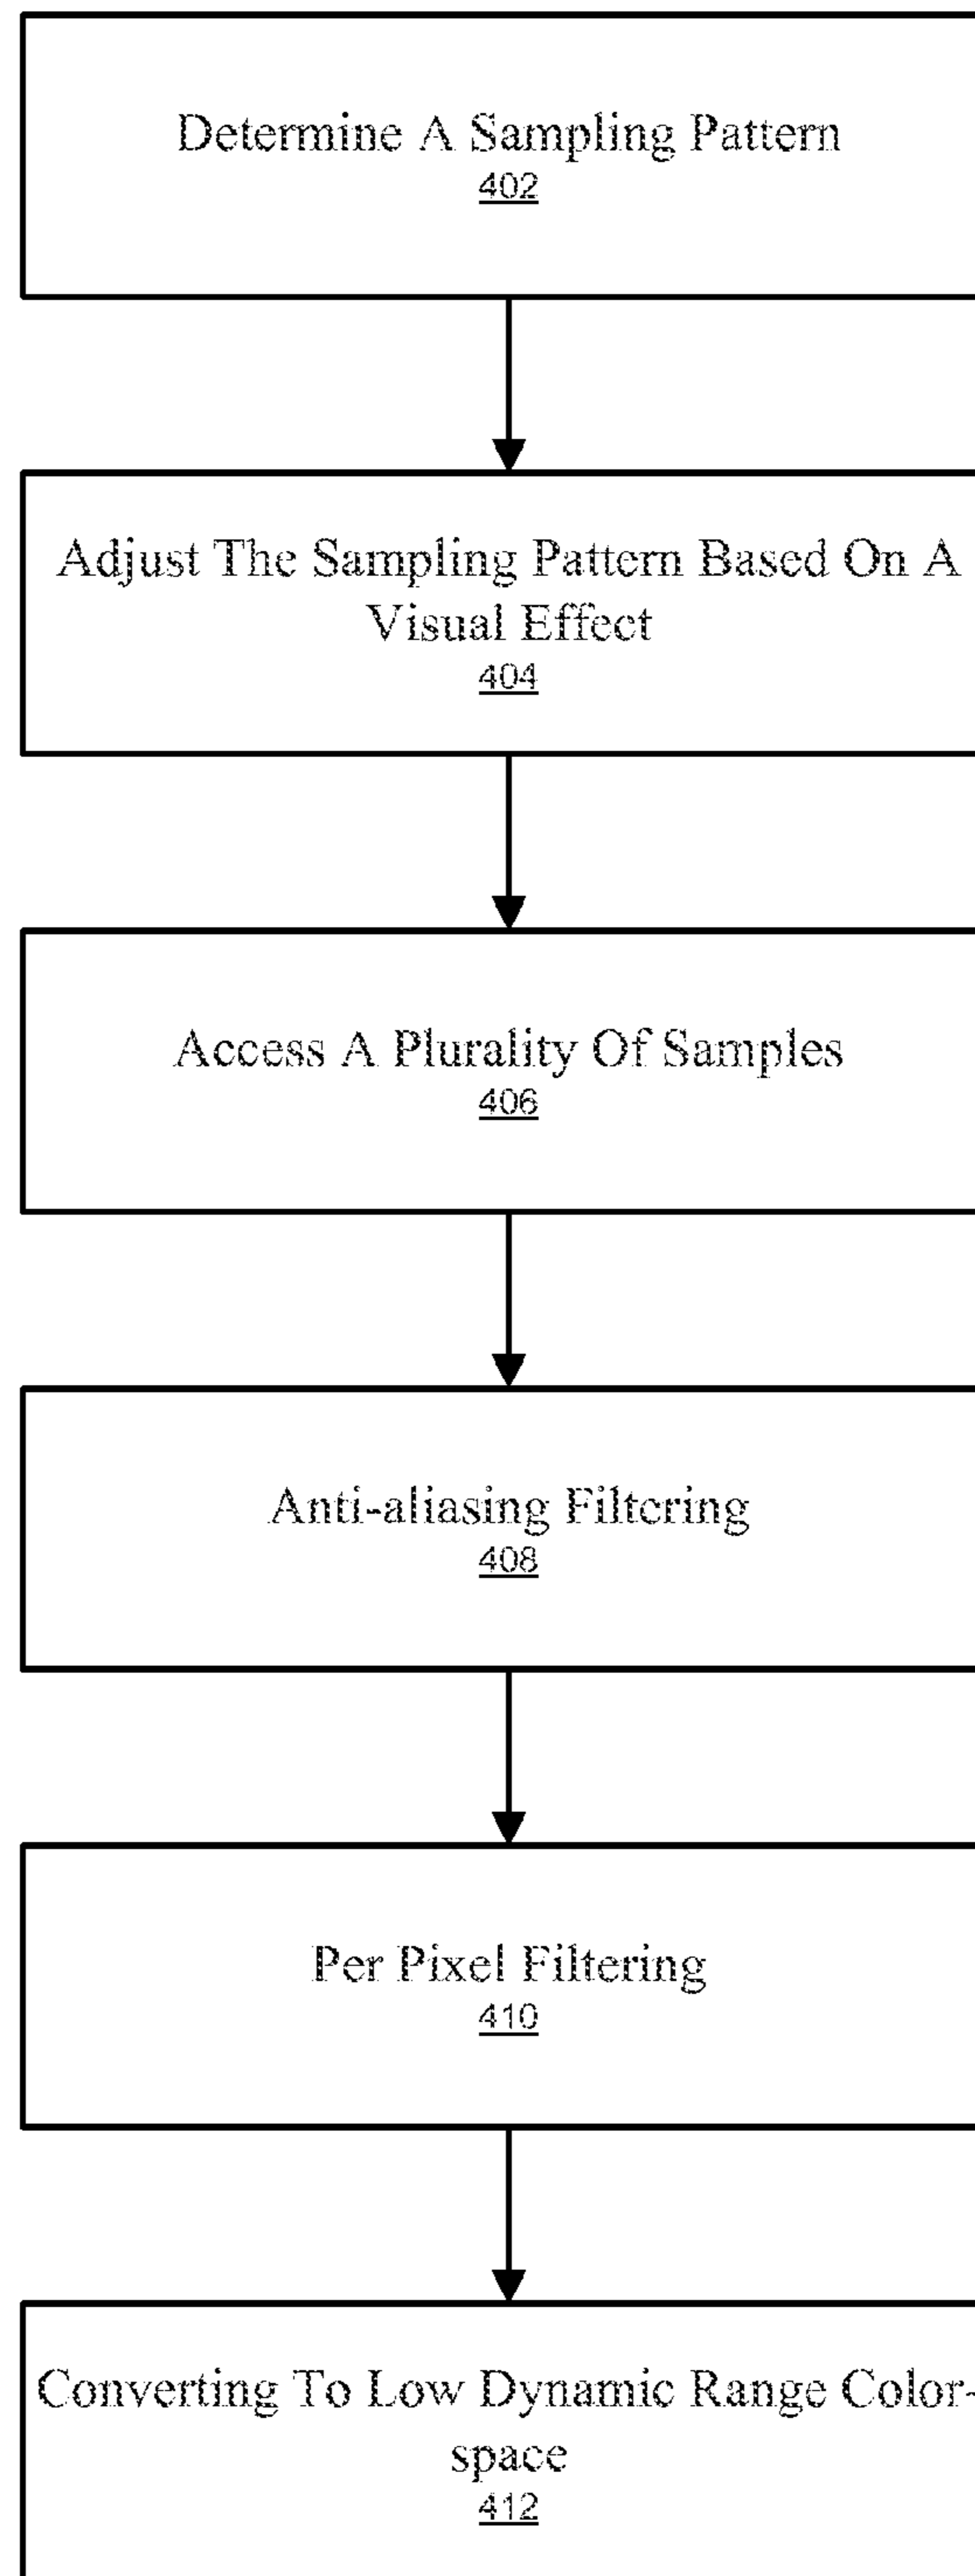 Determine A Sampling Pattern
402
Adjust The Sampling Pattern Based On A
Visual Effect
404
Access A Plurality Of Samples
406
Anti-aliasing Filtering
408
Per Pixel Filtering
410
Converting To Low Dynamic Range Color-
space
412